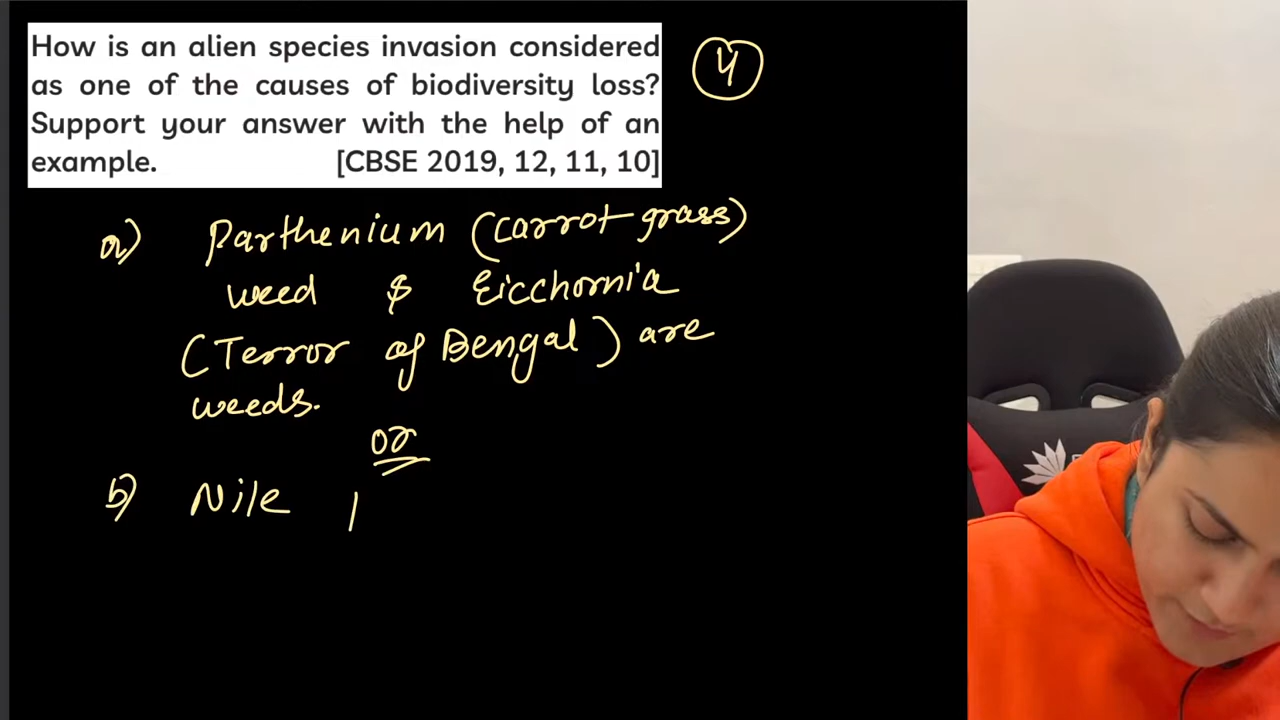 How is an alien species invasion considered
as one of the causes of biodiversity loss?
Support your answer with the help of an
example. [CBSE 2019, 12, 11, 10]
4
a) Parthenium (Carrot grass)
weed & Eicchornia
(Terror of Bengal) are
weeds.
or
b) Nile